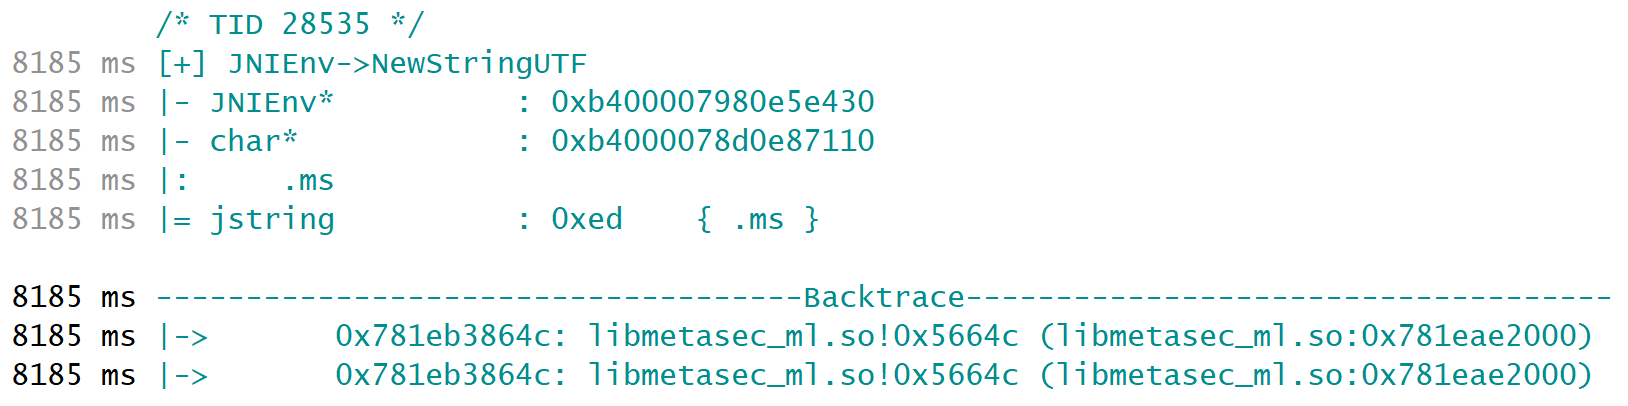 /* TID 28535 */
8185 ms [+] JNIEnv->NewStringUTF
8185 ms |- JNIEnv* : 0xb400007980e5e430
8185 ms |- char* : 0xb4000078d0e87110
8185 ms |: .ms
8185 ms |= jstring : 0xed { .ms }
8185 ms ------------------------------------Backtrace------------------------------------
8185 ms |-> 0x781eb3864c: libmetasec_ml.so!0x5664c (libmetasec_ml.so:0x781eae2000)
8185 ms |-> 0x781eb3864c: libmetasec_ml.so!0x5664c (libmetasec_ml.so:0x781eae2000)